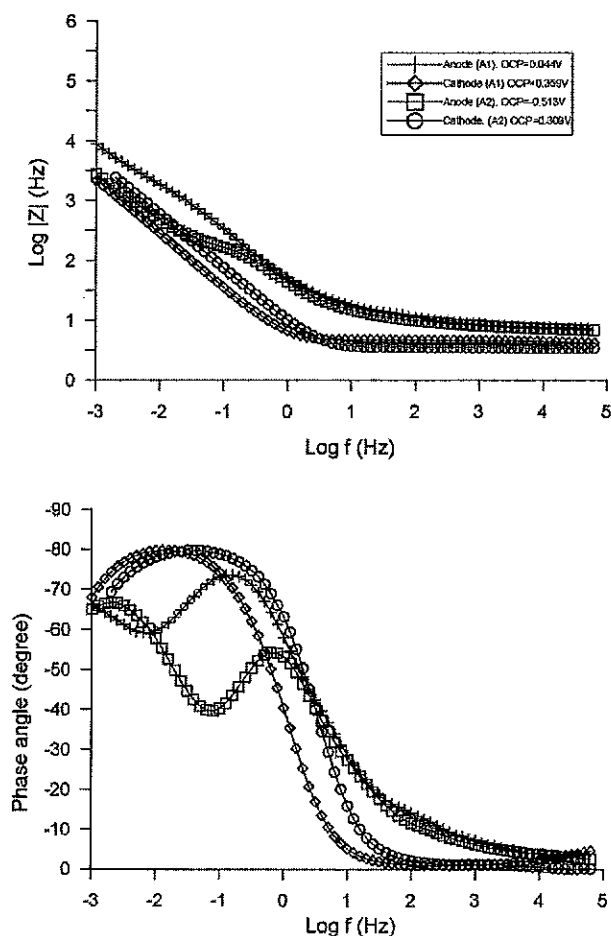 6
5
4
3
2
1
0
Log |Z| (Hz)
Anode (A1). OCP=0.044V
Cathode (A1) OCP=0.359V
Anode (A2). OCP=-0.513V
Cathode. (A2) OCP=0.309V
-3 -2 -1 0 1 2 3 4 5
Log f (Hz)
-90
-80
-70
-60
-50
-40
-30
-20
-10
0
Phase angle (degree)
-3 -2 -1 0 1 2 3 4 5
Log f (Hz)